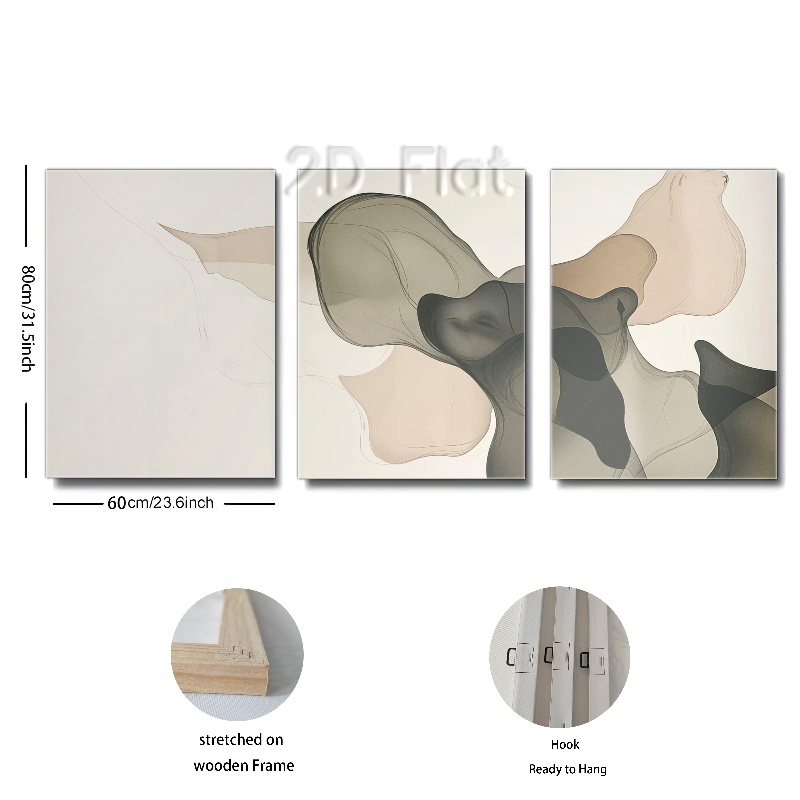 2D Flat
80cm/31.5inch
60cm/23.6inch
stretched on
wooden Frame
Hook
Ready to Hang